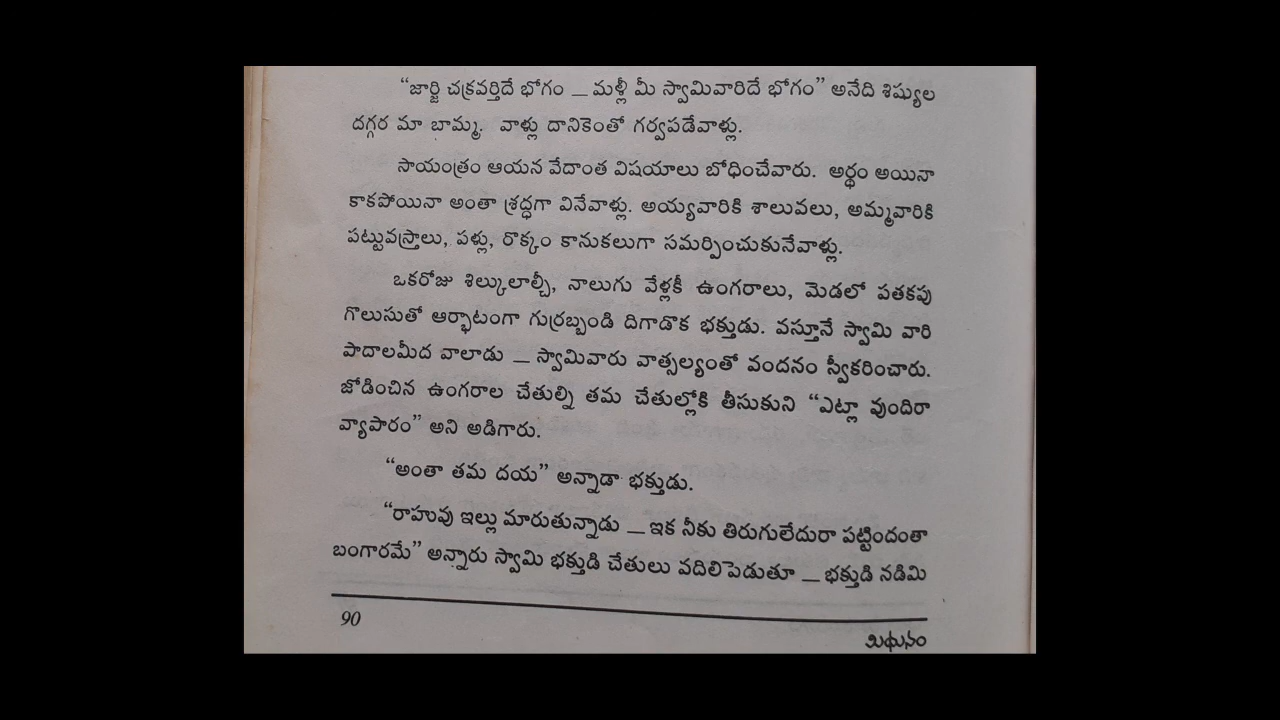 “జార్జి చక్రవర్తిదే భోగం — మళ్లీ మీ స్వామివారిదే భోగం” అనేది శిష్యుల
దగ్గర మా బామ్మ. వాళ్లు దానికెంతో గర్వపడేవాళ్లు.
సాయంత్రం ఆయన వేదాంత విషయాలు బోధించేవారు. అర్థం అయినా
కాకపోయినా అంతా శ్రద్ధగా వినేవాళ్లు. అయ్యవారికి శాలువలు, అమ్మవారికి
పట్టువస్త్రాలు, పళ్లు, రొక్కం కానుకలుగా సమర్పించుకునేవాళ్లు.
ఒకరోజు శిల్కులాల్చీ, నాలుగు వేళ్లకీ ఉంగరాలు, మెడలో పతకపు
గొలుసుతో ఆర్భాటంగా గుర్రబ్బండి దిగాడొక భక్తుడు. వస్తూనే స్వామి వారి
పాదాలమీద వాలాడు — స్వామివారు వాత్సల్యంతో వందనం స్వీకరించారు.
జోడించిన ఉంగరాల చేతుల్ని తమ చేతుల్లోకి తీసుకుని “ఎట్లా వుందిరా
వ్యాపారం” అని అడిగారు.
“అంతా తమ దయ” అన్నాడా భక్తుడు.
“రాహువు ఇల్లు మారుతున్నాడు — ఇక నీకు తిరుగులేదురా పట్టిందంతా
బంగారమే” అన్నారు స్వామి భక్తుడి చేతులు వదిలిపెడుతూ — భక్తుడి నడిమి
90
మిథునం